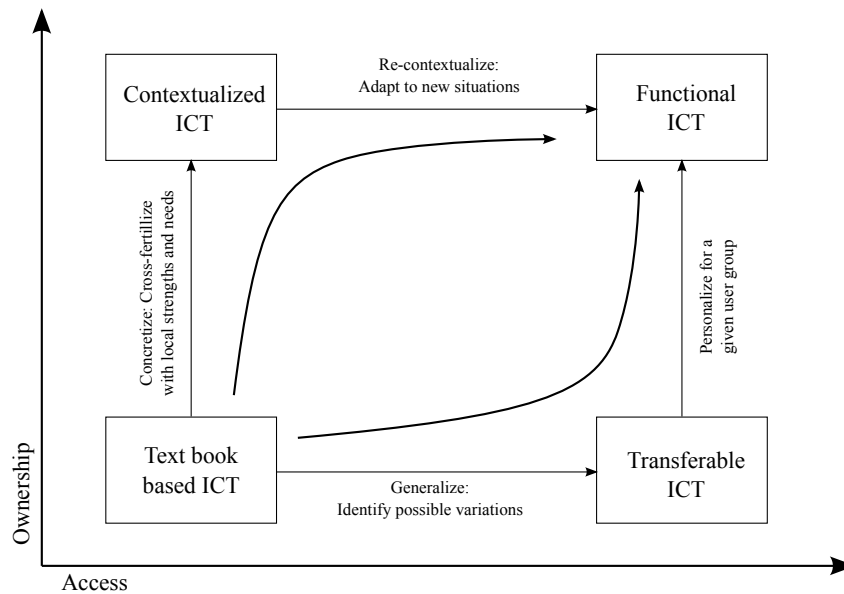 Contextualized
ICT
Re-contextualize:
Adapt to new situations
Functional
ICT
Concretize: Cross-fertillize
with local strengths and needs
Personalize for a
given user group
Text book
based ICT
Generalize:
Identify possible variations
Transferable
ICT
Ownership
Access